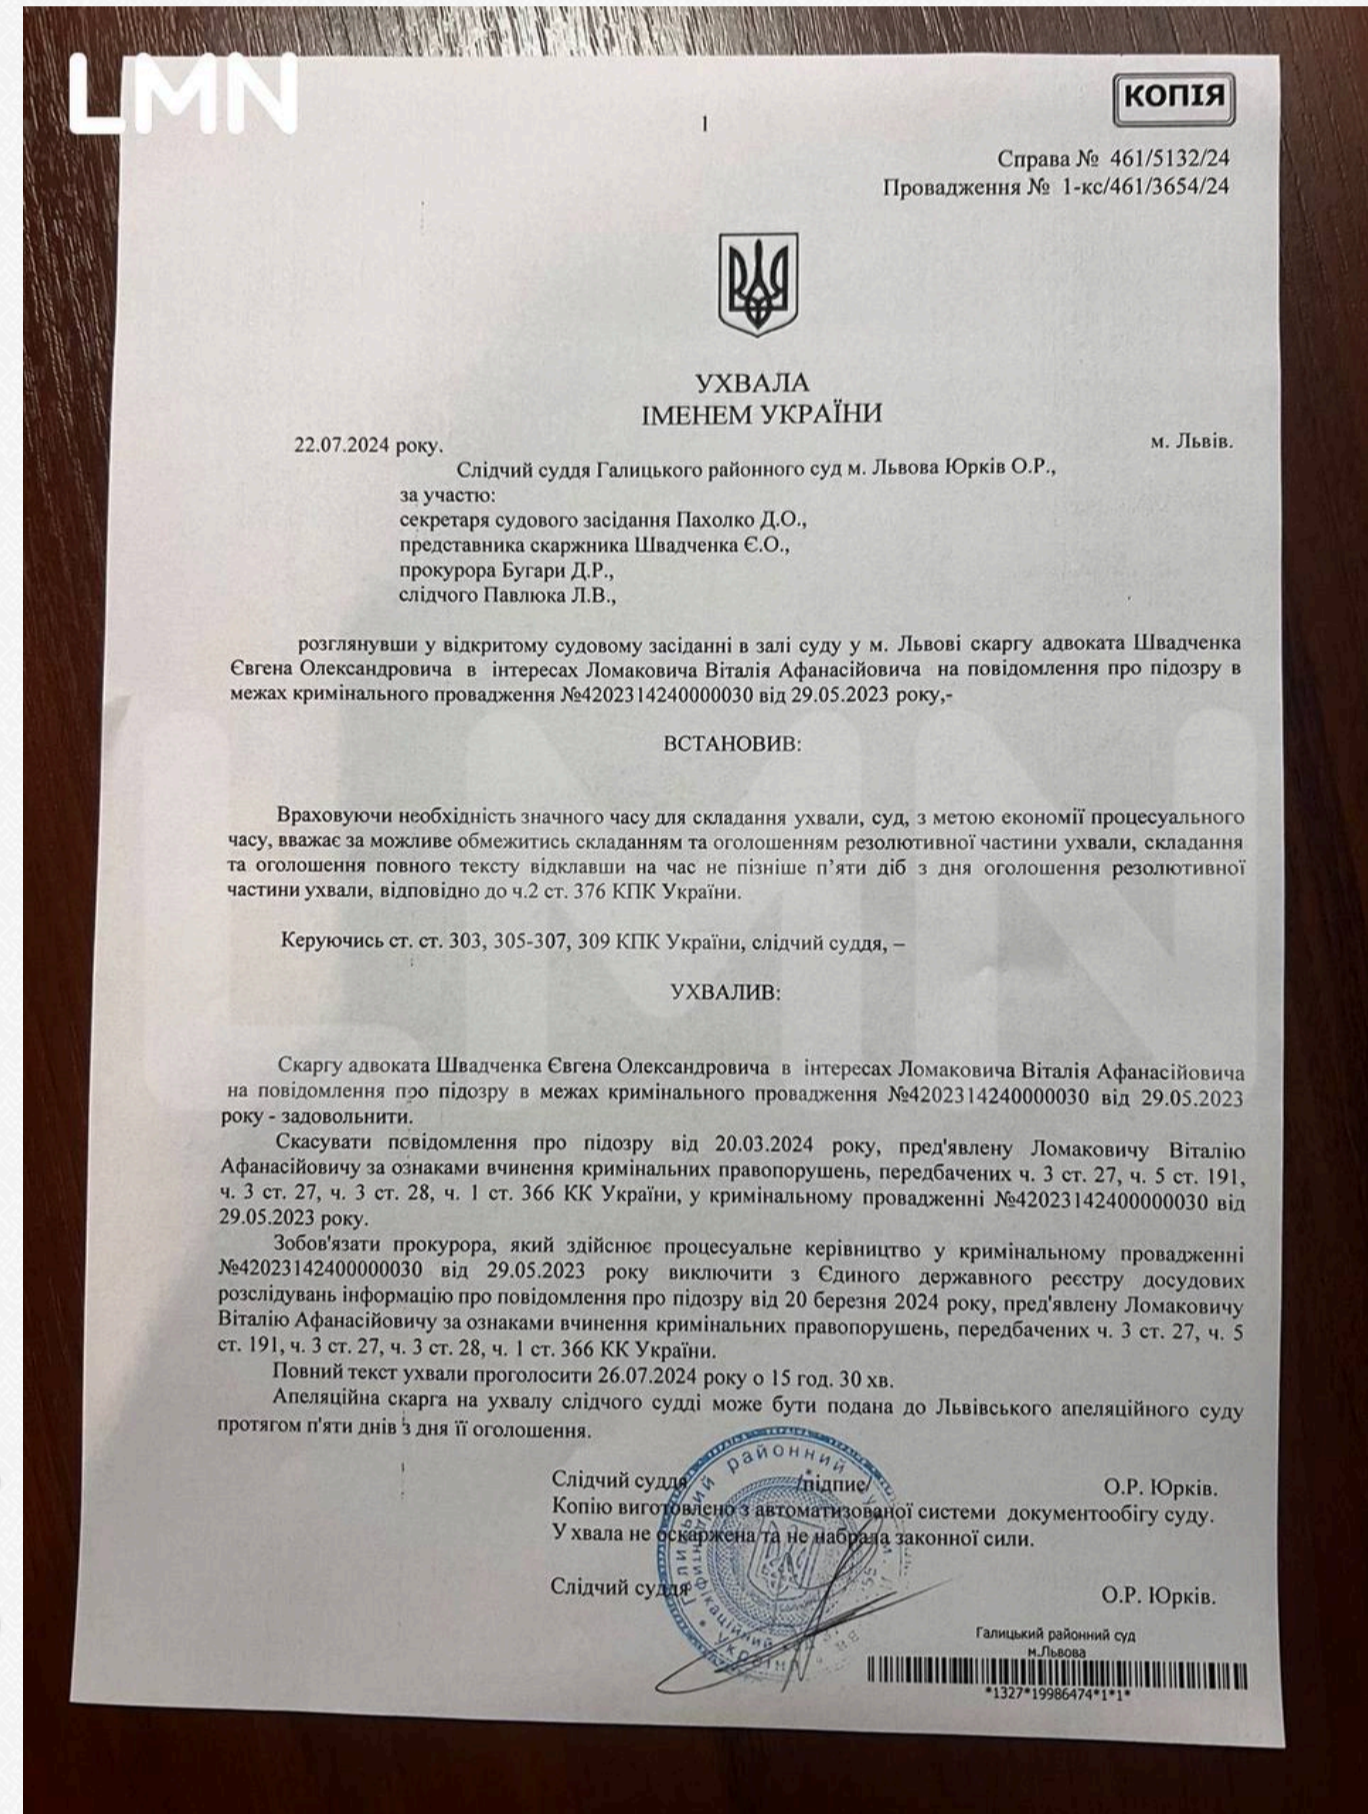 LMN
КОПІЯ
1
Справа № 461/5132/24
Провадження № 1-кс/461/3654/24
УХВАЛА
ІМЕНЕМ УКРАЇНИ
22.07.2024 року. м. Львів.
Слідчий суддя Галицького районного суд м. Львова Юрків О.Р.,
за участю:
секретаря судового засідання Пахолко Д.О.,
представника скаржника Швадченка Є.О.,
прокурора Бугари Д.Р.,
слідчого Павлюка Л.В.,
розглянувши у відкритому судовому засіданні в залі суду у м. Львові скаргу адвоката Швадченка
Євгена Олександровича в інтересах Ломаковича Віталія Афанасійовича на повідомлення про підозру в
межах кримінального провадження №4202314240000030 від 29.05.2023 року,-
ВСТАНОВИВ:
Враховуючи необхідність значного часу для складання ухвали, суд, з метою економії процесуального
часу, вважає за можливе обмежитись складанням та оголошенням резолютивної частини ухвали, складання
та оголошення повного тексту відклавши на час не пізніше п’яти діб з дня оголошення резолютивної
частини ухвали, відповідно до ч.2 ст. 376 КПК України.
Керуючись ст. ст. 303, 305-307, 309 КПК України, слідчий суддя, –
LMN
УХВАЛИВ:
Скаргу адвоката Швадченка Євгена Олександровича в інтересах Ломаковича Віталія Афанасійовича
на повідомлення про підозру в межах кримінального провадження №4202314240000030 від 29.05.2023
року - задовольнити.
Скасувати повідомлення про підозру від 20.03.2024 року, пред'явлену Ломаковичу Віталію
Афанасійовичу за ознаками вчинення кримінальних правопорушень, передбачених ч. 3 ст. 27, ч. 5 ст. 191,
ч. 3 ст. 27, ч. 3 ст. 28, ч. 1 ст. 366 КК України, у кримінальному провадженні №42023142400000030 від
29.05.2023 року.
Зобов'язати прокурора, який здійснює процесуальне керівництво у кримінальному провадженні
№42023142400000030 від 29.05.2023 року виключити з Єдиного державного реєстру досудових
розслідувань інформацію про повідомлення про підозру від 20 березня 2024 року, пред'явлену Ломаковичу
Віталію Афанасійовичу за ознаками вчинення кримінальних правопорушень, передбачених ч. 3 ст. 27, ч. 5
ст. 191, ч. 3 ст. 27, ч. 3 ст. 28, ч. 1 ст. 366 КК України.
Повний текст ухвали проголосити 26.07.2024 року о 15 год. 30 хв.
Апеляційна скарга на ухвалу слідчого судді може бути подана до Львівського апеляційного суду
протягом п'яти днів з дня її оголошення.
Слідчий суддя /підпис/ О.Р. Юрків.
Копію виготовлено з автоматизованої системи документообігу суду.
Ухвала не оскаржена та не набрала законної сили.
Слідчий суддя О.Р. Юрків.
Галицький районний
Україна
Галицький районний суд
м.Львова
*1327*19986474*1*1*